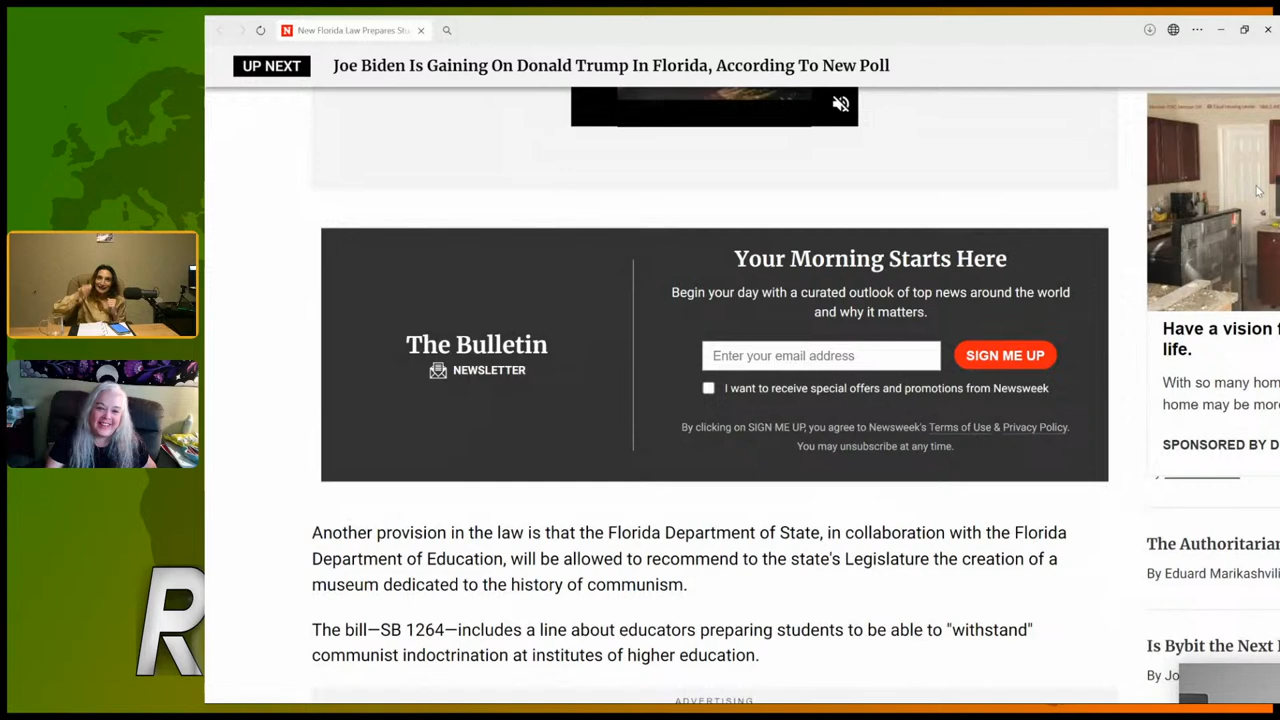 New Florida Law Prepares Stu
UP NEXT
Joe Biden Is Gaining On Donald Trump In Florida, According To New Poll
The Bulletin
NEWSLETTER
Your Morning Starts Here
Begin your day with a curated outlook of top news around the world
and why it matters.
Enter your email address
SIGN ME UP
I want to receive special offers and promotions from Newsweek
By clicking on SIGN ME UP, you agree to Newsweek's Terms of Use & Privacy Policy.
You may unsubscribe at any time.
Another provision in the law is that the Florida Department of State, in collaboration with the Florida
Department of Education, will be allowed to recommend to the state's Legislature the creation of a
museum dedicated to the history of communism.
The bill—SB 1264—includes a line about educators preparing students to be able to "withstand"
communist indoctrination at institutes of higher education.
ADVERTISING
Have a vision f
life.
With so many hom
home may be more
SPONSORED BY D
The Authoritarian
By Eduard Marikashvili
Is Bybit the Next
By Jo
R